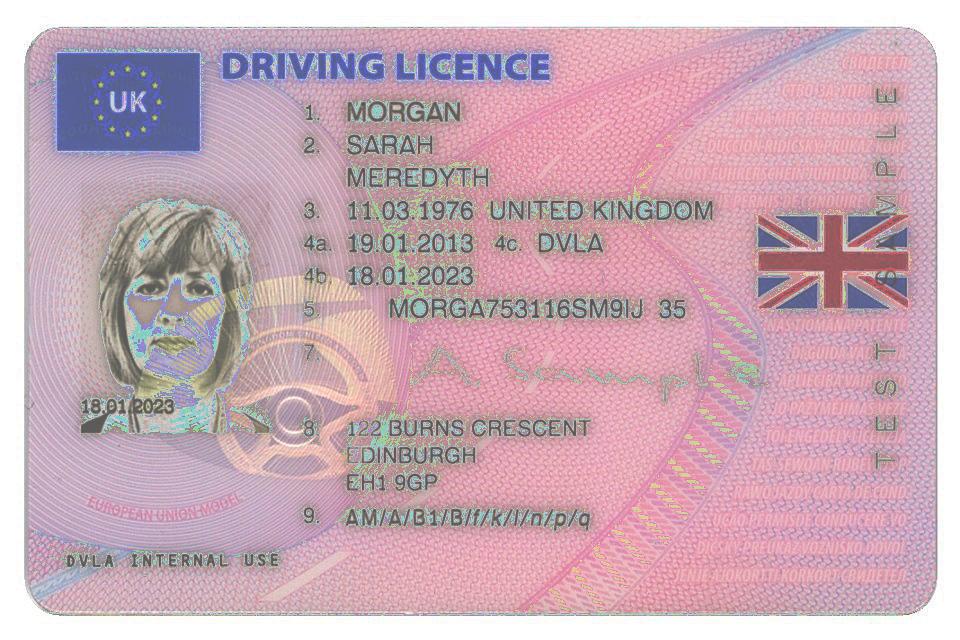 DRIVING LICENCE
UK
1. MORGAN
2. SARAH
MEREDYTH
3. 11.03.1976 UNITED KINGDOM
4a. 19.01.2013 4c. DVLA
4b. 18.01.2023
5. MORGA753116SM9IJ 35
7. A Sample
18.01.2023
8. 122 BURNS CRESCENT
EDINBURGH
EH1 9GP
9. AM/A/B1/B/f/k/l/n/p/q
EUROPEAN UNION MODEL
DVLA INTERNAL USE
TEST SAMPLE